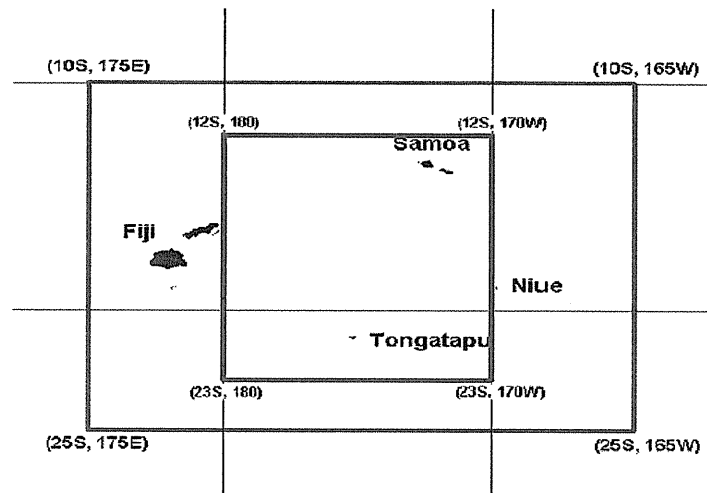 (10S, 175E)
(10S, 165W)
(12S, 180)
(12S, 170W)
Samoa
Fiji
Niue
Tongatapu
(23S, 180)
(23S, 170W)
(25S, 175E)
(25S, 165W)